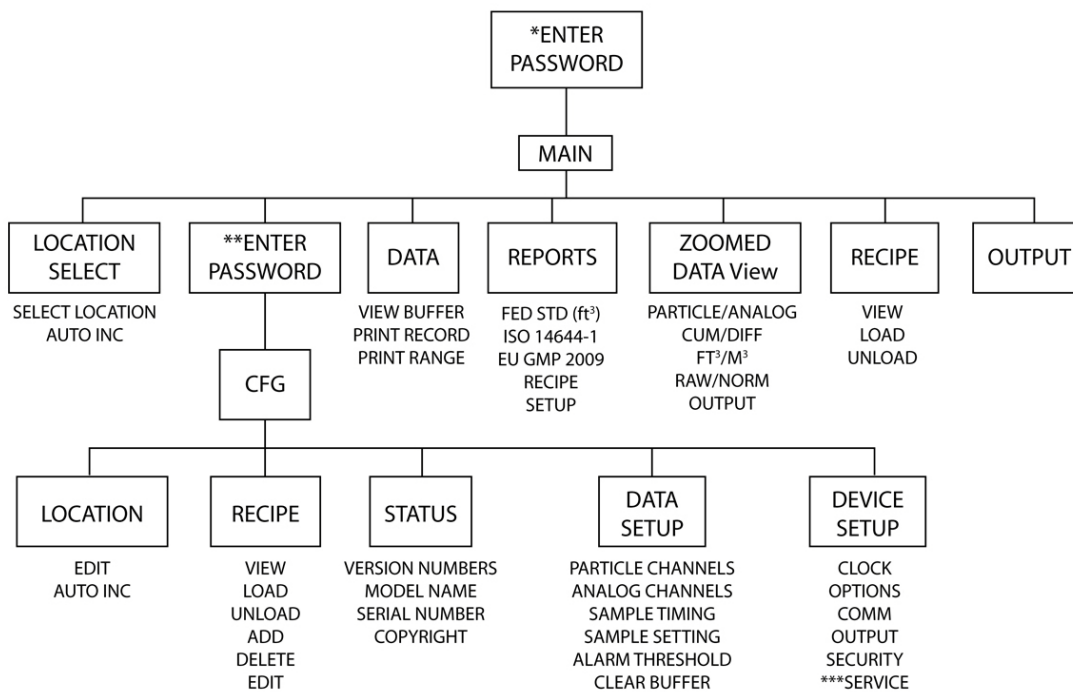 *ENTER
PASSWORD
MAIN
LOCATION
SELECT
SELECT LOCATION
AUTO INC
**ENTER
PASSWORD
DATA
VIEW BUFFER
PRINT RECORD
PRINT RANGE
REPORTS
FED STD (ft³)
ISO 14644-1
EU GMP 2009
RECIPE
SETUP
ZOOMED
DATA View
PARTICLE/ANALOG
CUM/DIFF
FT³/M³
RAW/NORM
OUTPUT
RECIPE
VIEW
LOAD
UNLOAD
OUTPUT
CFG
LOCATION
EDIT
AUTO INC
RECIPE
VIEW
LOAD
UNLOAD
ADD
DELETE
EDIT
STATUS
VERSION NUMBERS
MODEL NAME
SERIAL NUMBER
COPYRIGHT
DATA
SETUP
PARTICLE CHANNELS
ANALOG CHANNELS
SAMPLE TIMING
SAMPLE SETTING
ALARM THRESHOLD
CLEAR BUFFER
DEVICE
SETUP
CLOCK
OPTIONS
COMM
OUTPUT
SECURITY
***SERVICE